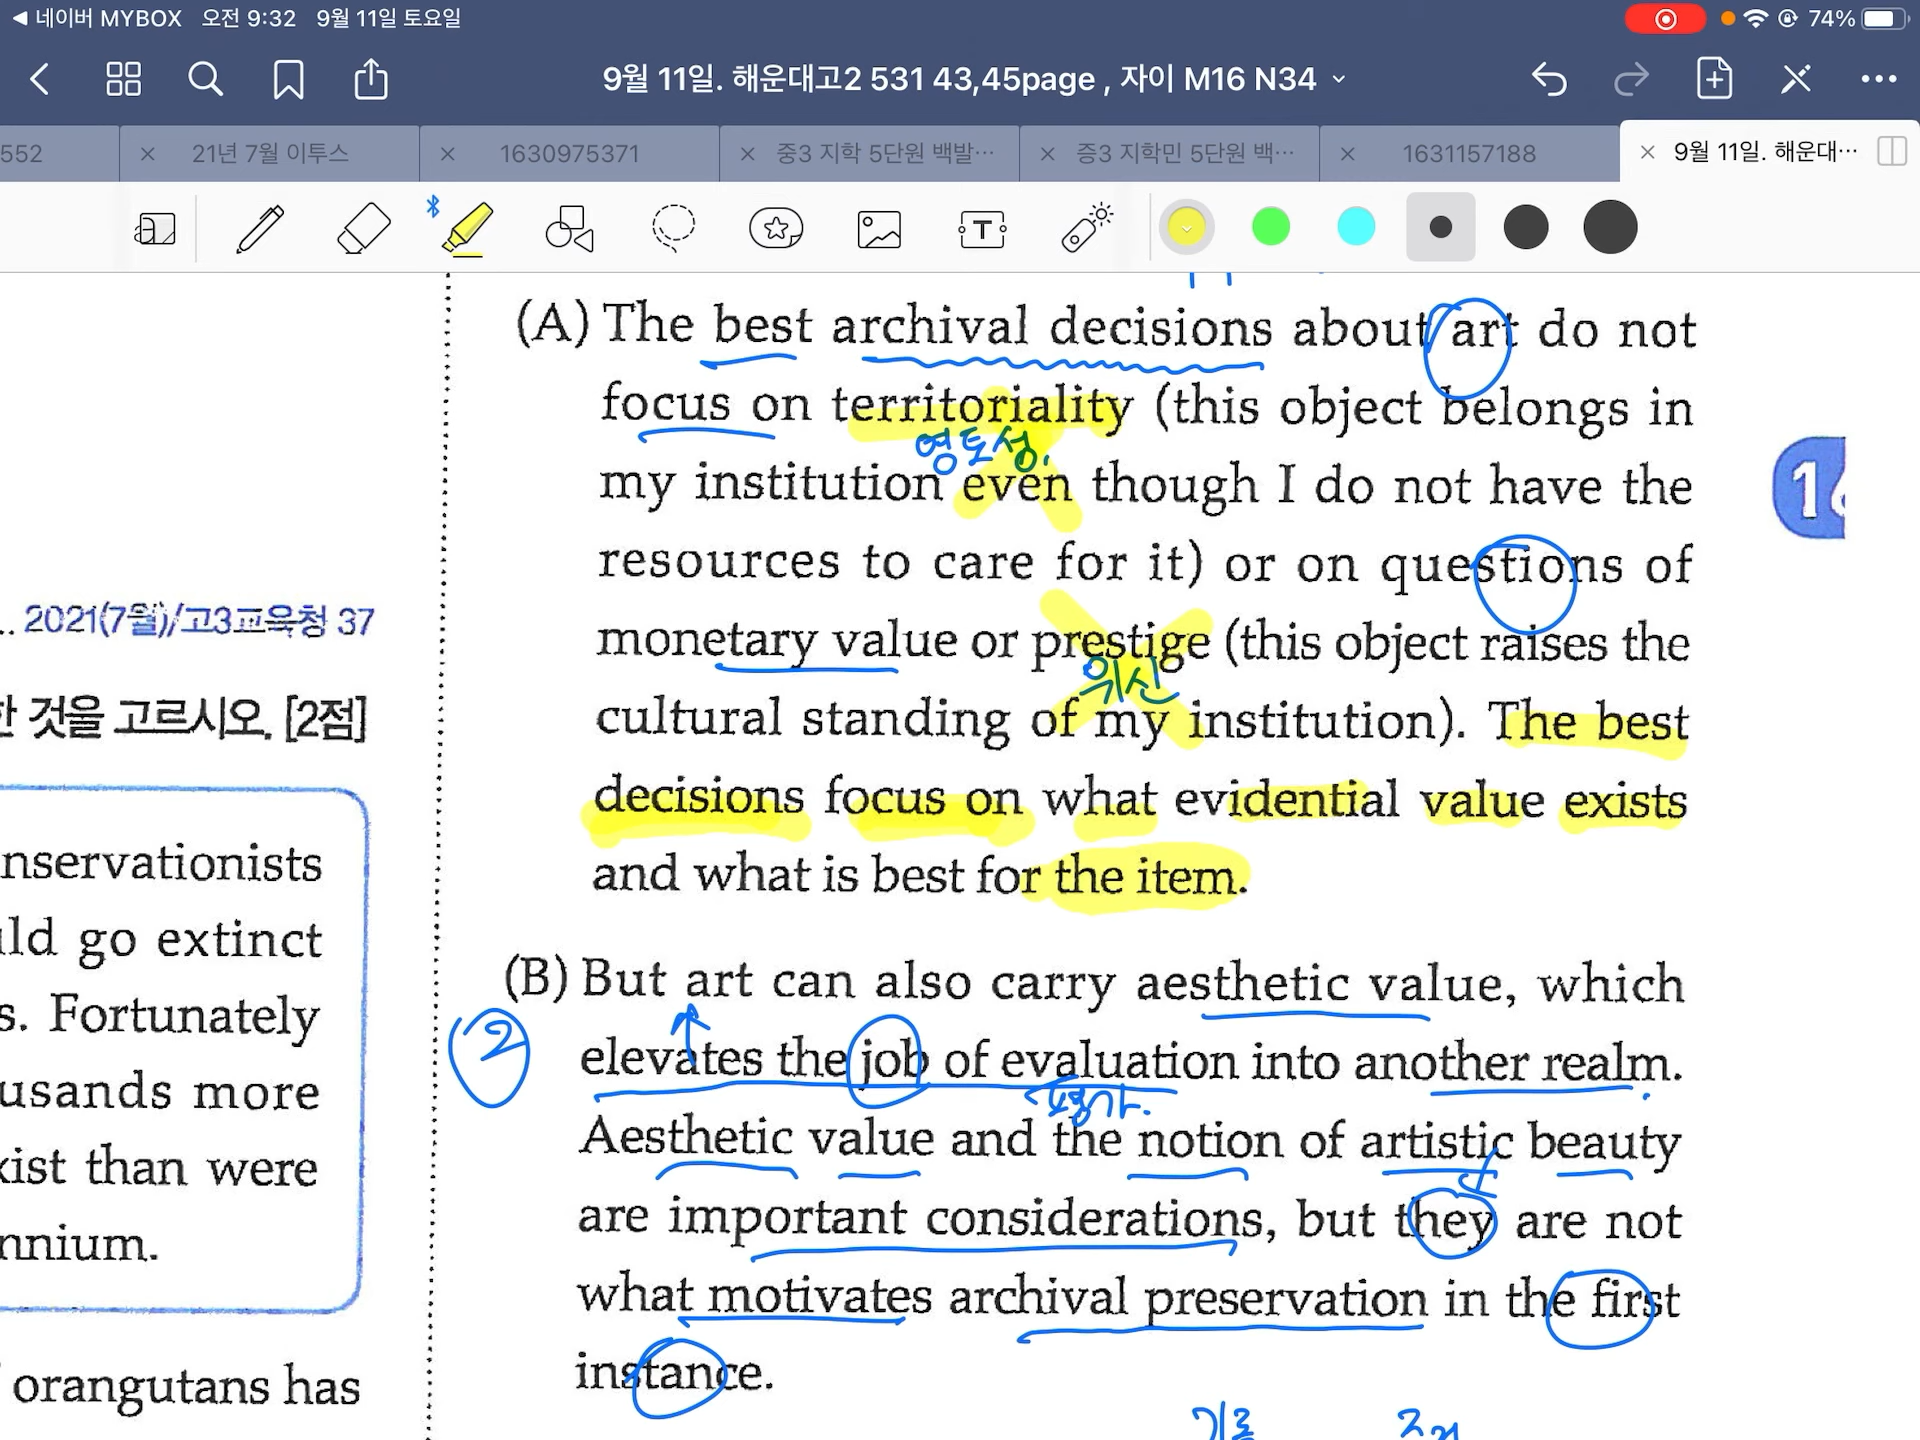 네이버 MYBOX 오전 9:32 9월 11일 토요일
74%
9월 11일. 해운대고2 531 43,45page , 자이 M16 N34
552
21년 7월 이투스
1630975371
중3 지학 5단원 백발…
증3 지학민 5단원 백…
1631157188
9월 11일. 해운대…
.. 2021(7월)/고3교육청 37
한 것을 고르시오. [2점]
nservationists
ild go extinct
s. Fortunately
usands more
xist than were
nnium.
orangutans has
(A) The best archival decisions about art do not
focus on territoriality (this object belongs in
영토성.
my institution even though I do not have the
resources to care for it) or on questions of
monetary value or prestige (this object raises the
위신
cultural standing of my institution). The best
decisions focus on what evidential value exists
and what is best for the item.
(B) But art can also carry aesthetic value, which
2
elevates the job of evaluation into another realm.
평가.
Aesthetic value and the notion of artistic beauty
are important considerations, but they are not
what motivates archival preservation in the first
instance.
16